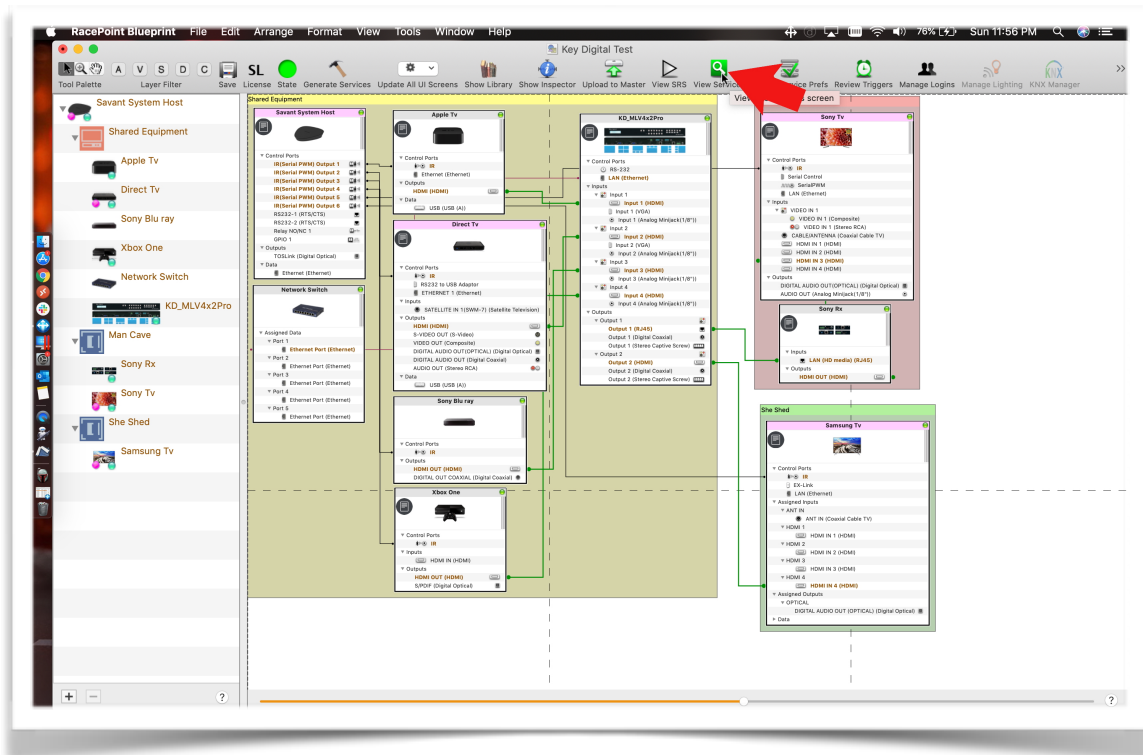 RacePoint Blueprint File Edit Arrange Format View Tools Window Help 76% Sun 11:56 PM
Key Digital Test
A V S D C SL
Tool Palette Layer Filter Save License State Generate Services Update All UI Screens Show Library Show Inspector Upload to Master View SRS View Service Prefs Review Triggers Manage Logins Manage Lighting KNX Manager
KNX
screen
Savant System Host
Shared Equipment
Apple Tv
Direct Tv
Sony Blu ray
Xbox One
Network Switch
KD_MLV4x2Pro
Man Cave
Sony Rx
Sony Tv
She Shed
Samsung Tv
Shared Equipment
Savant System Host
Control Ports
IR(Serial PWM) Output 1
IR(Serial PWM) Output 2
IR(Serial PWM) Output 3
IR(Serial PWM) Output 4
IR(Serial PWM) Output 5
IR(Serial PWM) Output 6
RS232-1 (RTS/CTS)
RS232-2 (RTS/CTS)
Relay NO/NC 1
GPIO 1
Outputs
TOSLink (Digital Optical)
Data
Ethernet (Ethernet)
Network Switch
Assigned Data
Port 1
Ethernet Port (Ethernet)
Port 2
Ethernet Port (Ethernet)
Port 3
Ethernet Port (Ethernet)
Port 4
Ethernet Port (Ethernet)
Port 5
Ethernet Port (Ethernet)
Apple Tv
Control Ports
IR
Ethernet (Ethernet)
Outputs
HDMI (HDMI)
Data
USB (USB (A))
Direct Tv
Control Ports
IR
RS232 to USB Adaptor
ETHERNET 1 (Ethernet)
Inputs
SATELLITE IN 1(SWM-7) (Satellite Television)
Outputs
HDMI (HDMI)
S-VIDEO OUT (S-Video)
VIDEO OUT (Composite)
DIGITAL AUDIO OUT(OPTICAL) (Digital Optical)
DIGITAL AUDIO OUT (Digital Coaxial)
AUDIO OUT (Stereo RCA)
Data
USB (USB (A))
Sony Blu ray
Control Ports
IR
Outputs
HDMI OUT (HDMI)
DIGITAL OUT COAXIAL (Digital Coaxial)
Xbox One
Control Ports
IR
Inputs
HDMI IN (HDMI)
Outputs
HDMI OUT (HDMI)
S/PDIF (Digital Optical)
KD_MLV4x2Pro
Control Ports
RS-232
LAN (Ethernet)
Inputs
Input 1
Input 1 (HDMI)
Input 1 (VGA)
Input 1 (Analog Minijack(1/8"))
Input 2
Input 2 (HDMI)
Input 2 (VGA)
Input 2 (Analog Minijack(1/8"))
Input 3
Input 3 (HDMI)
Input 3 (Analog Minijack(1/8"))
Input 4
Input 4 (HDMI)
Input 4 (Analog Minijack(1/8"))
Outputs
Output 1
Output 1 (RJ45)
Output 1 (Digital Coaxial)
Output 1 (Stereo Captive Screw)
Output 2
Output 2 (HDMI)
Output 2 (Digital Coaxial)
Output 2 (Stereo Captive Screw)
Sony Tv
Control Ports
IR
Serial Control
SerialPWM
LAN (Ethernet)
Inputs
VIDEO IN 1
VIDEO IN 1 (Composite)
VIDEO IN 1 (Stereo RCA)
CABLE/ANTENNA (Coaxial Cable TV)
HDMI IN 1 (HDMI)
HDMI IN 2 (HDMI)
HDMI IN 3 (HDMI)
HDMI IN 4 (HDMI)
Outputs
DIGITAL AUDIO OUT(OPTICAL) (Digital Optical)
AUDIO OUT (Analog Minijack(1/8"))
Sony Rx
Inputs
LAN (HD media) (RJ45)
Outputs
HDMI OUT (HDMI)
She Shed
Samsung Tv
Control Ports
IR
EX-Link
LAN (Ethernet)
Assigned Inputs
ANT IN
ANT IN (Coaxial Cable TV)
HDMI 1
HDMI IN 1 (HDMI)
HDMI 2
HDMI IN 2 (HDMI)
HDMI 3
HDMI IN 3 (HDMI)
HDMI 4
HDMI IN 4 (HDMI)
Assigned Outputs
OPTICAL
DIGITAL AUDIO OUT (OPTICAL) (Digital Optical)
Data